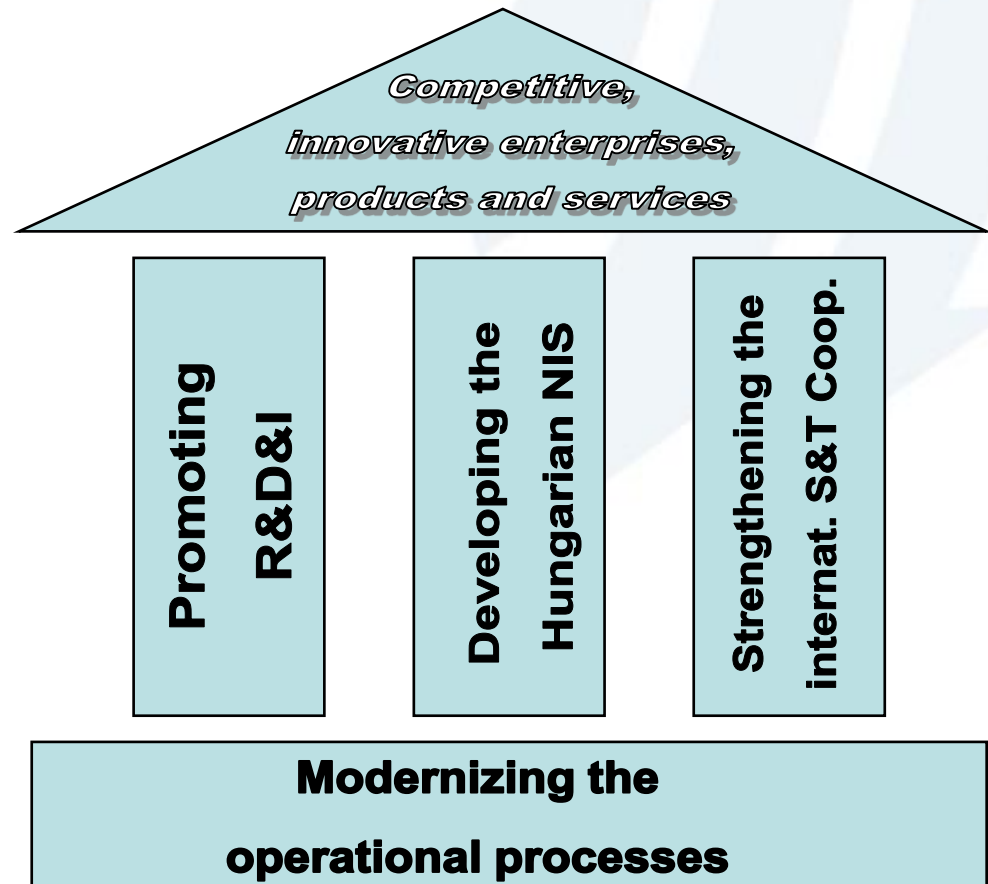 Competitive,
innovative enterprises,
products and services
Promoting
R&D&I
Developing the
Hungarian NIS
Strengthening the
internat. S&T Coop.
Modernizing the
operational processes